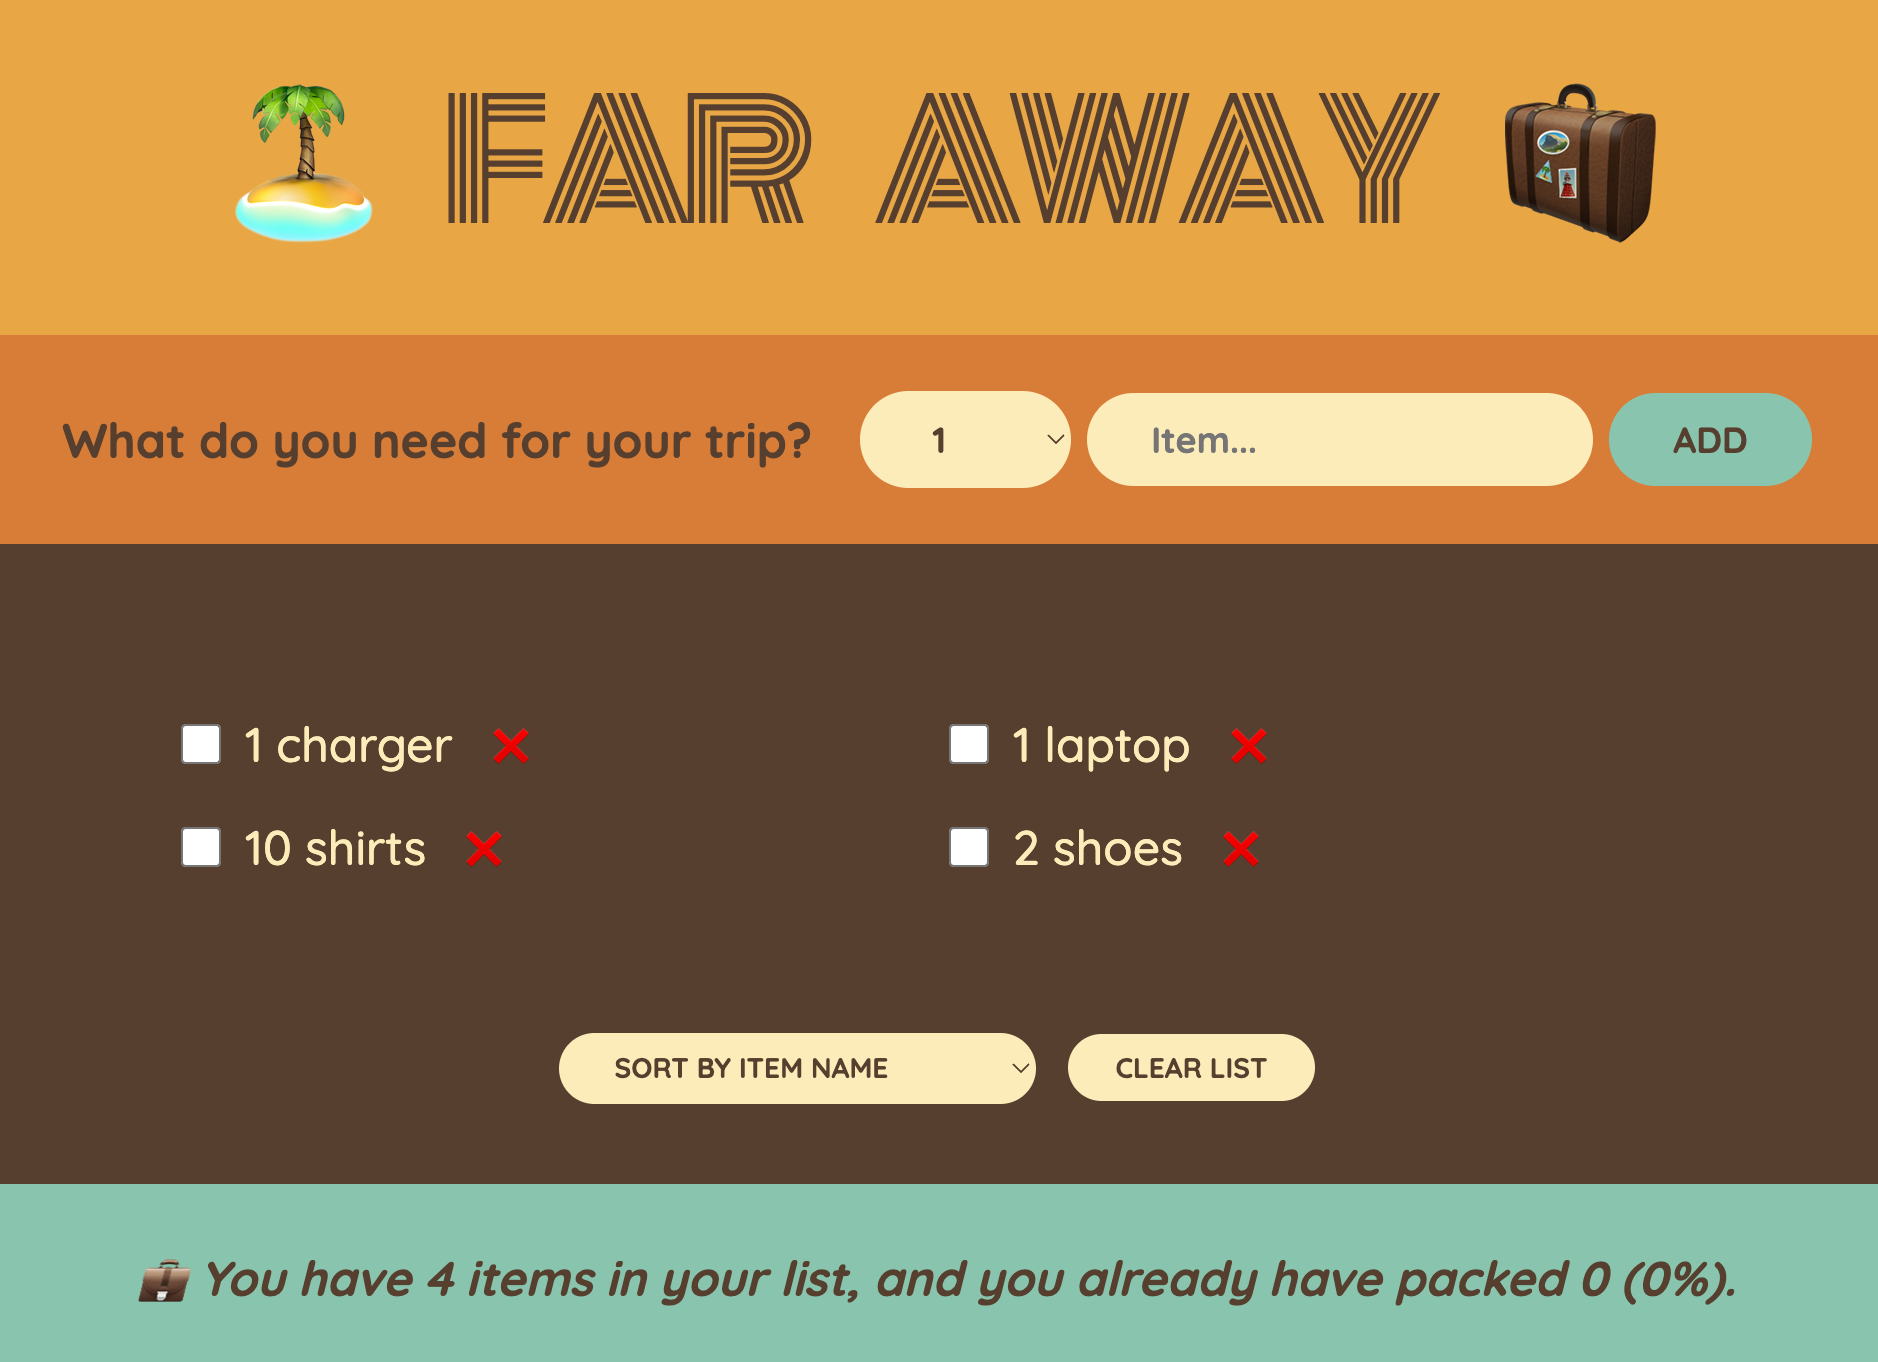 FAR AWAY
What do you need for your trip?
1
Item...
ADD
1 charger
1 laptop
10 shirts
2 shoes
SORT BY ITEM NAME
CLEAR LIST
You have 4 items in your list, and you already have packed 0 (0%).